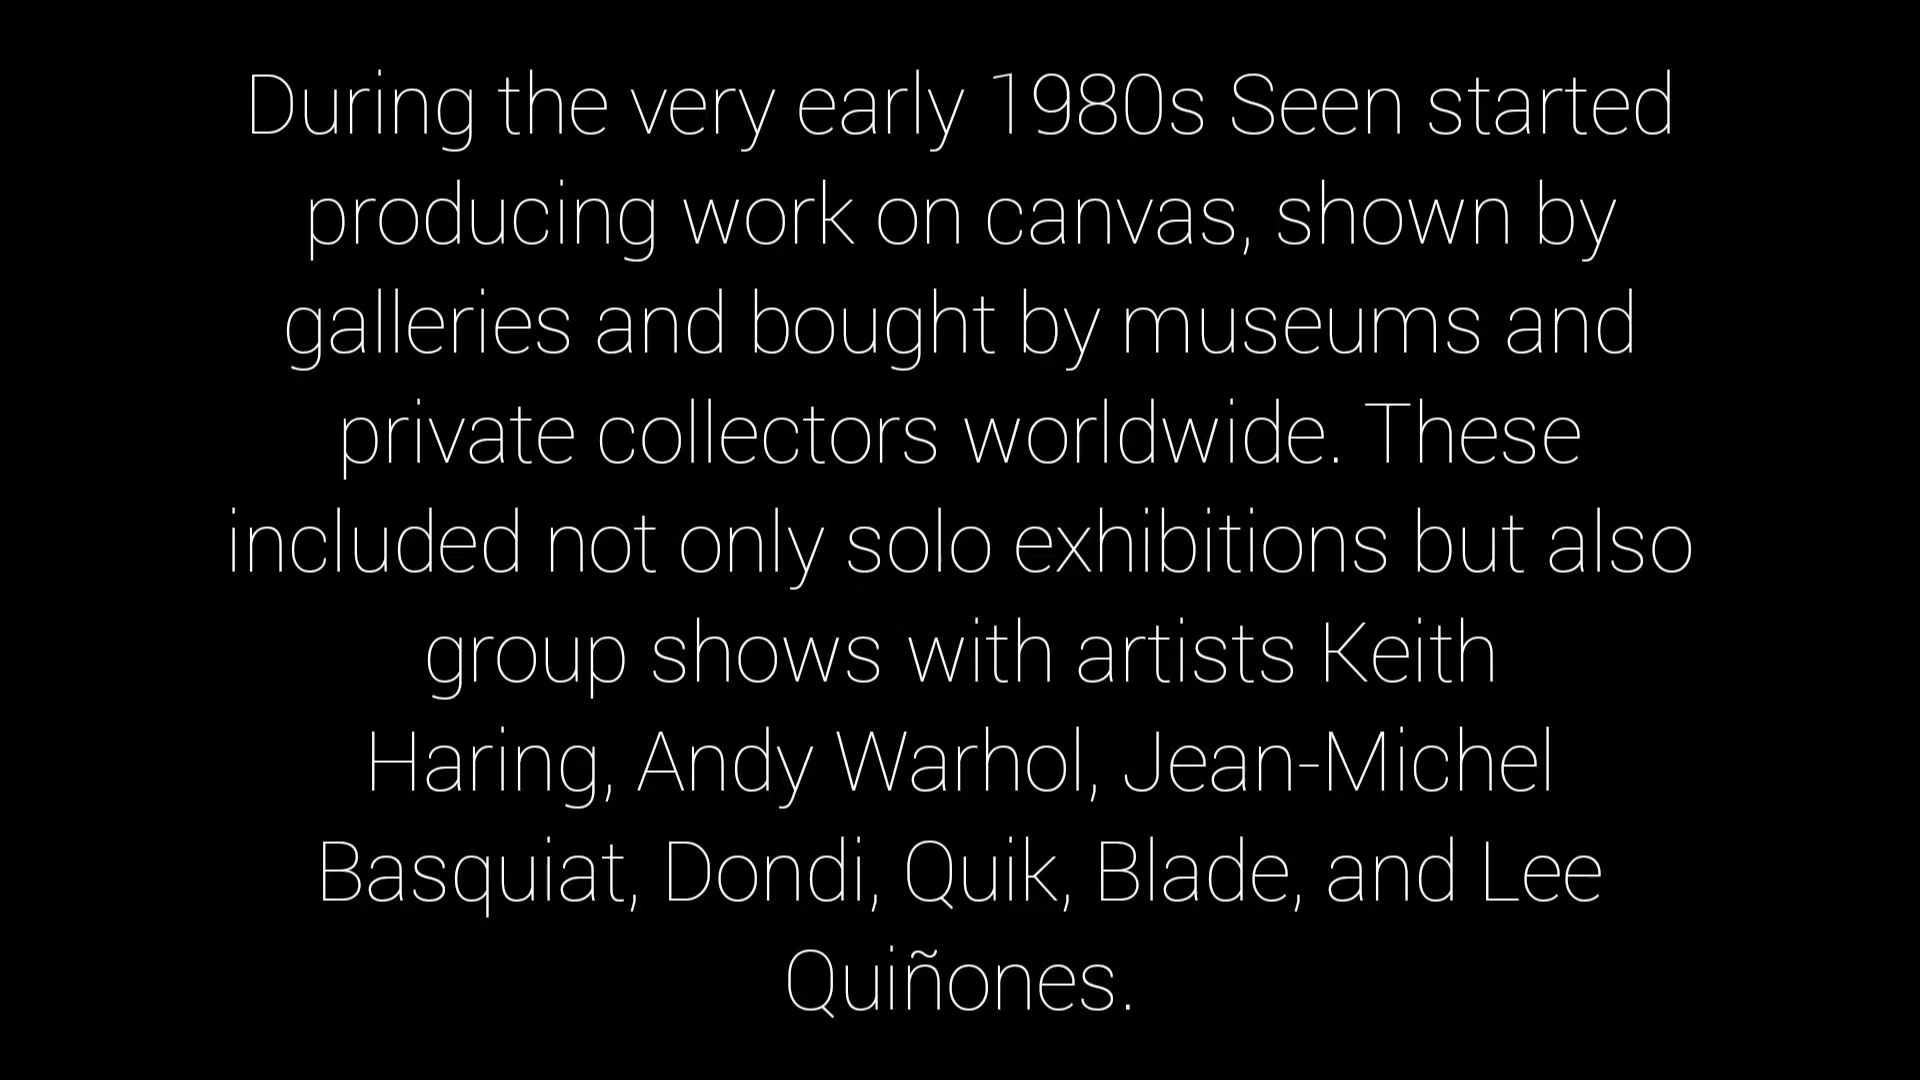 During the very early 1980s Seen started
producing work on canvas, shown by
galleries and bought by museums and
private collectors worldwide. These
included not only solo exhibitions but also
group shows with artists Keith
Haring, Andy Warhol, Jean-Michel
Basquiat, Dondi, Quik, Blade, and Lee
Quiñones.